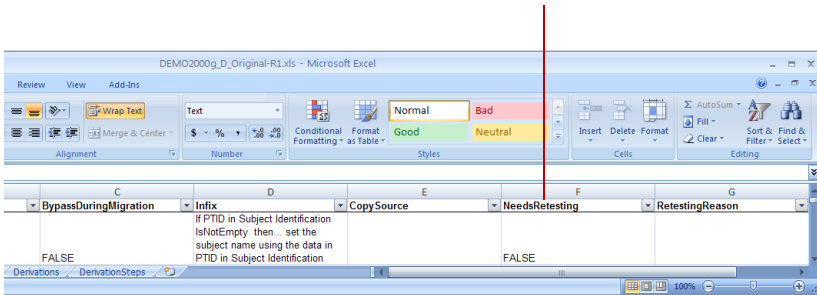 DEMO2000g_D_Original-R1.xls - Microsoft Excel
Review View Add-Ins
Wrap Text Text Normal Bad Σ AutoSum
Merge & Center $ % , .0 .00 .00 .0 Conditional Formatting Format as Table Good Neutral Insert Delete Format Fill Clear Sort & Filter Find & Select
Alignment Number Styles Cells Editing
C D E F G
BypassDuringMigration Infix CopySource NeedsRetesting RetestingReason
If PTID in Subject Identification
IsNotEmpty then... set the
subject name using the data in
FALSE PTID in Subject Identification FALSE
Derivations DerivationSteps
100%